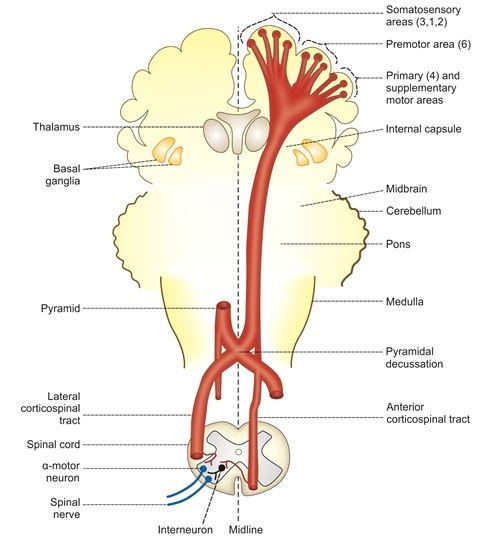 Somatosensory
areas (3,1,2)
Premotor area (6)
Primary (4) and
supplementary
motor areas
Thalamus
Internal capsule
Basal
ganglia
Midbrain
Cerebellum
Pons
Pyramid
Medulla
Pyramidal
decussation
Lateral
corticospinal
tract
Anterior
corticospinal tract
Spinal cord
α-motor
neuron
Spinal
nerve
Interneuron
Midline